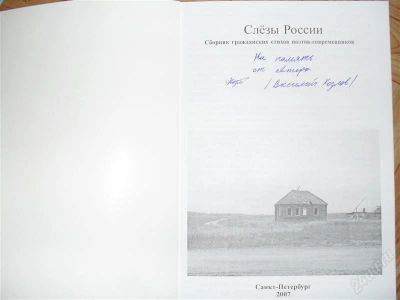 Слёзы России
Сборник гражданских стихов поэтов-современников
На память
от автора
/Василий Козлов/
Санкт-Петербург
2007